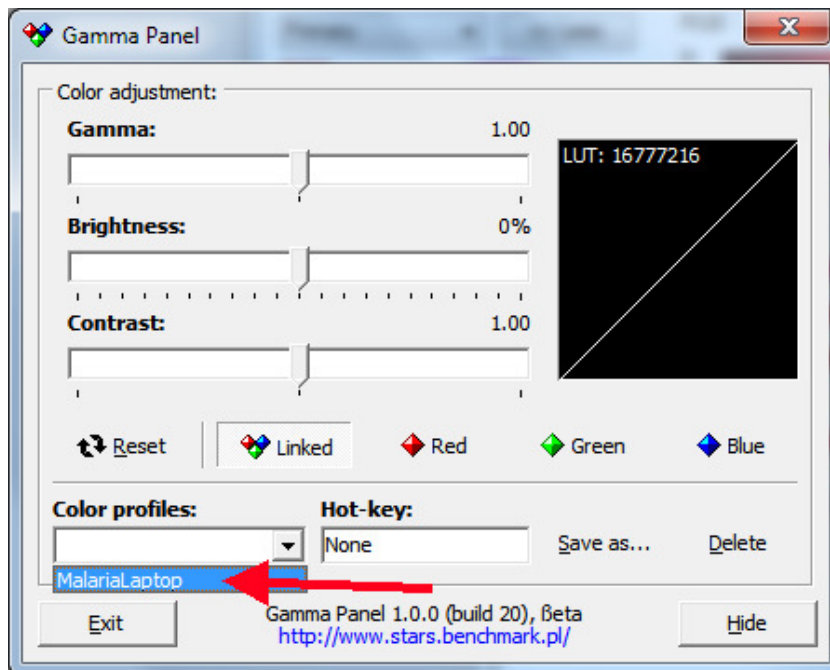 Gamma Panel
X
Color adjustment:
Gamma: 1.00
LUT: 16777216
Brightness: 0%
Contrast: 1.00
Reset Linked Red Green Blue
Color profiles: Hot-key:
None Save as... Delete
MalariaLaptop
Exit Gamma Panel 1.0.0 (build 20), ßeta Hide
http://www.stars.benchmark.pl/